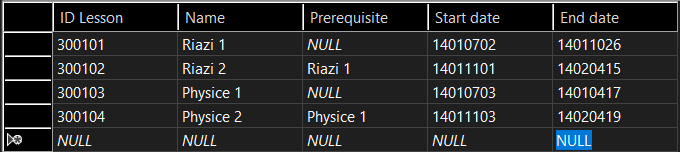 ID Lesson Name Prerequisite Start date End date
300101 Riazi 1 NULL 14010702 14011026
300102 Riazi 2 Riazi 1 14011101 14020415
300103 Physice 1 NULL 14010703 14010417
300104 Physice 2 Physice 1 14011103 14020419
NULL NULL NULL NULL NULL